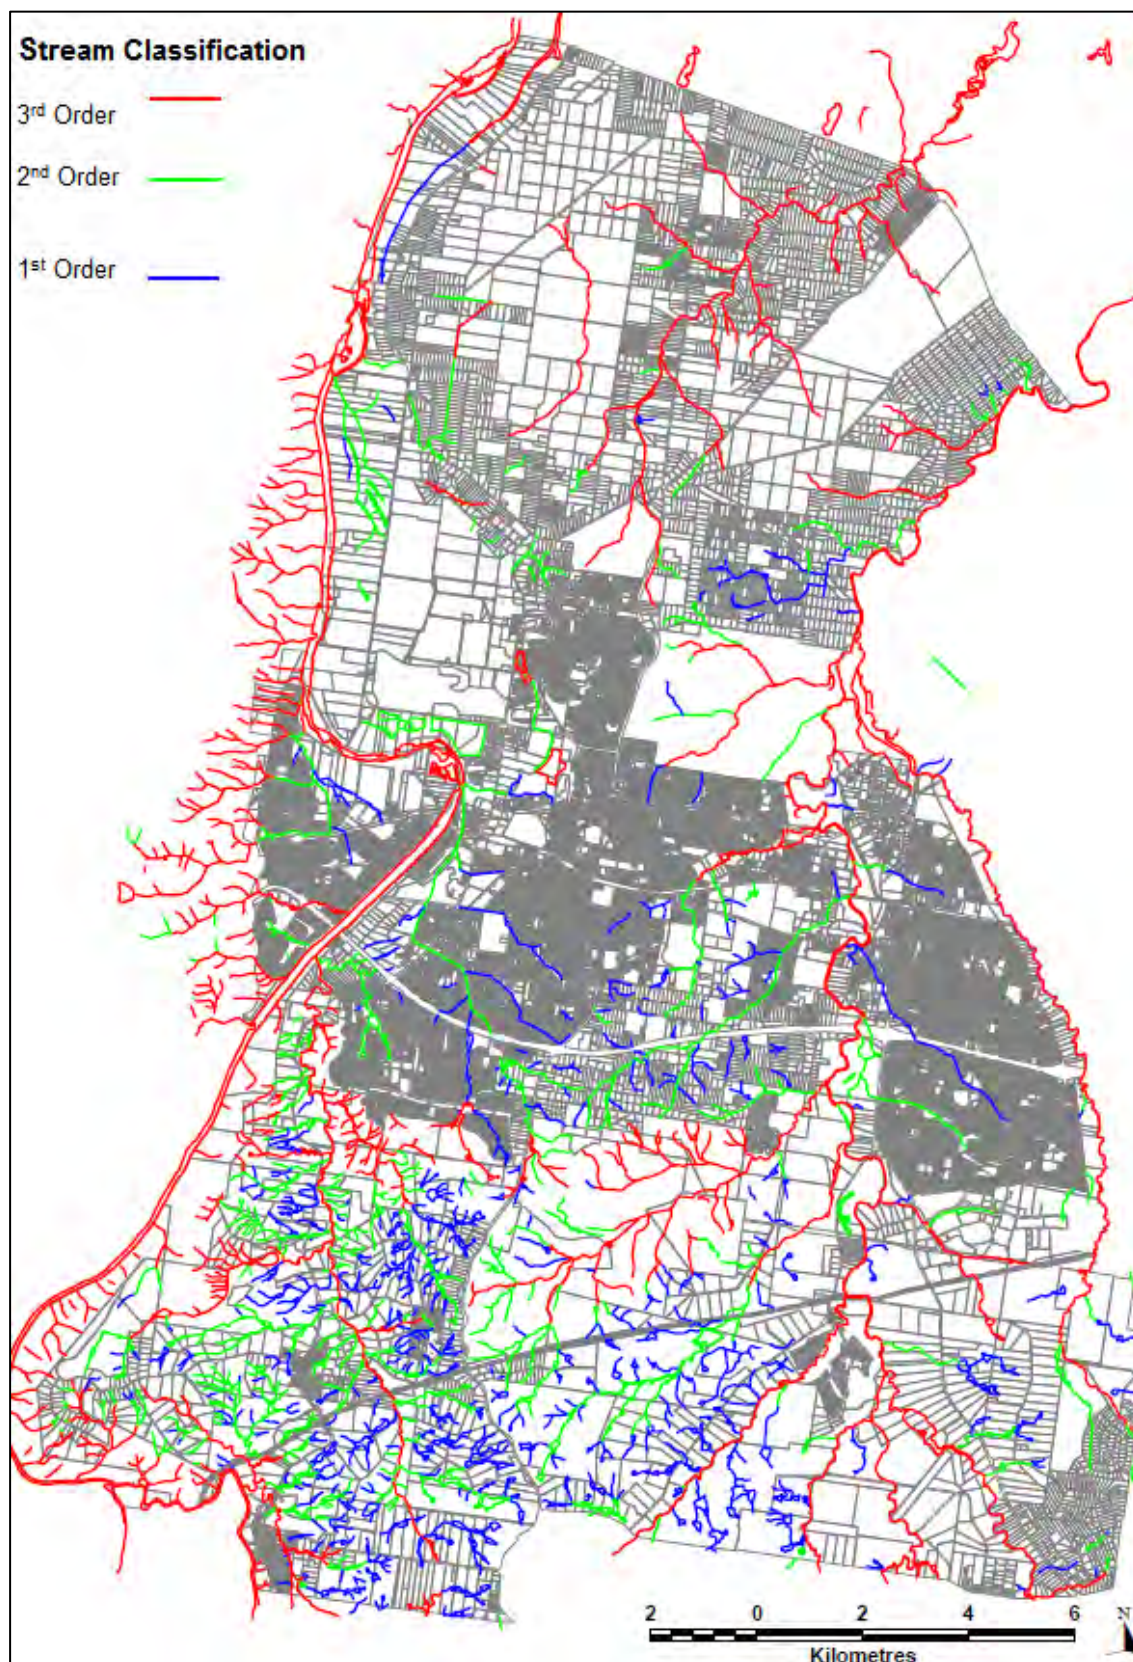 Stream Classification
3rd Order
2nd Order
1st Order
2 0 2 4 6
Kilometres
N